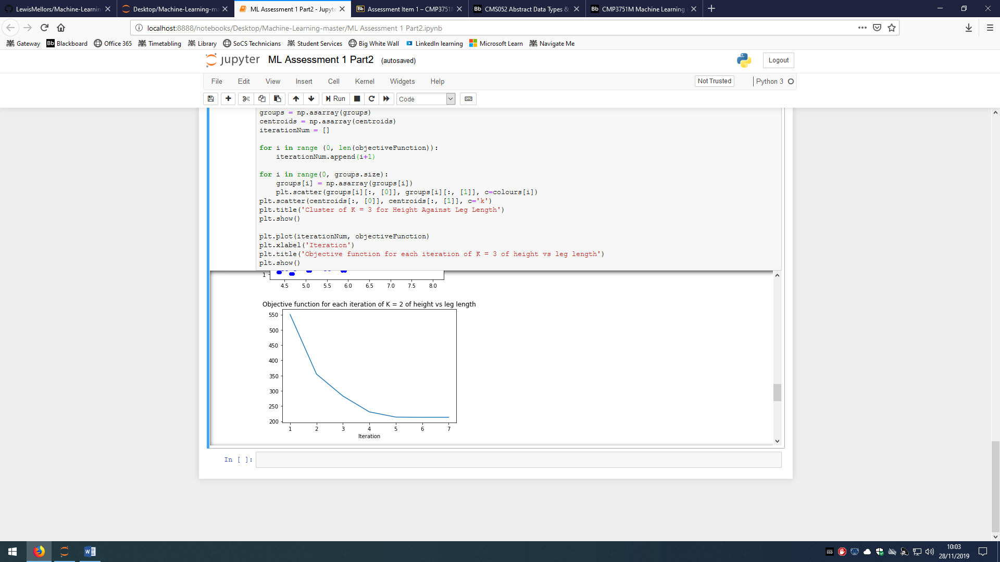 LewisMellors/Machine-Learnin
Desktop/Machine-Learning-ma
ML Assessment 1 Part2 - Jupyte
Assessment Item 1 – CMP3751M
CMS052 Abstract Data Types &
CMP3751M Machine Learning
localhost:8888/notebooks/Desktop/Machine-Learning-master/ML Assessment 1 Part2.ipynb
Gateway Blackboard Office 365 Timetabling Library SoCS Technicians Student Services Big White Wall LinkedIn learning Microsoft Learn Navigate Me
jupyter ML Assessment 1 Part2 (autosaved) Logout
File Edit View Insert Cell Kernel Widgets Help Not Trusted Python 3
Run Code
groups = np.asarray(groups)
centroids = np.asarray(centroids)
iterationNum = []
for i in range (0, len(objectiveFunction)):
    iterationNum.append(i+1)
for i in range(0, groups.size):
    groups[i] = np.asarray(groups[i])
    plt.scatter(groups[i][:, [0]], groups[i][:, [1]], c=colours[i])
plt.scatter(centroids[:, [0]], centroids[:, [1]], c='k')
plt.title('Cluster of K = 3 for Height Against Leg Length')
plt.show()
plt.plot(iterationNum, objectiveFunction)
plt.xlabel('Iteration')
plt.title('Objective function for each iteration of K = 3 of height vs leg length')
plt.show()
1
4.5 5.0 5.5 6.0 6.5 7.0 7.5 8.0
Objective function for each iteration of K = 2 of height vs leg length
550
500
450
400
350
300
250
200
1 2 3 4 5 6 7
Iteration
In [ ]:
10:03
28/11/2019